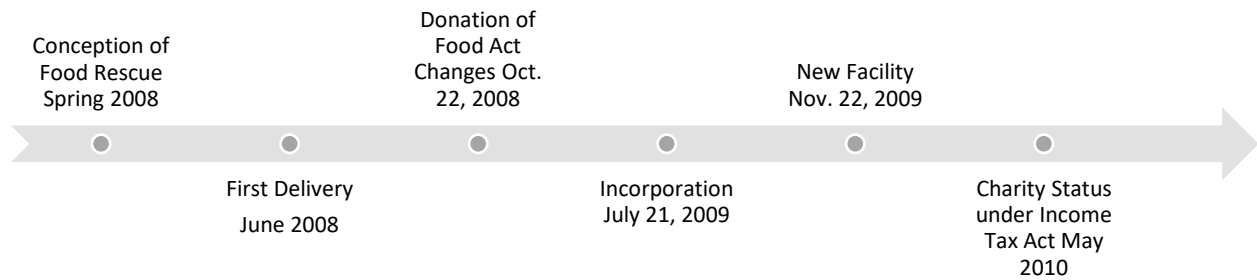 Conception of
Food Rescue
Spring 2008
First Delivery
June 2008
Donation of
Food Act
Changes Oct.
22, 2008
Incorporation
July 21, 2009
New Facility
Nov. 22, 2009
Charity Status
under Income
Tax Act May
2010